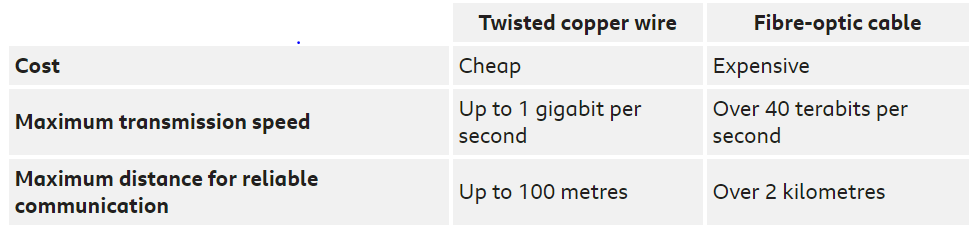 Twisted copper wire Fibre-optic cable
Cost Cheap Expensive
Maximum transmission speed Up to 1 gigabit per second Over 40 terabits per second
Maximum distance for reliable communication Up to 100 metres Over 2 kilometres